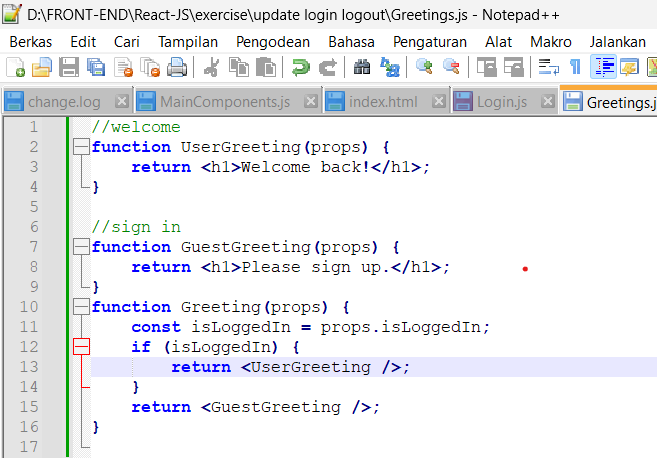 D:\FRONT-END\React-JS\exercise\update login logout\Greetings.js - Notepad++
Berkas Edit Cari Tampilan Pengodean Bahasa Pengaturan Alat Makro Jalankan
change.log MainComponents.js index.html Login.js Greetings.j
1 //welcome
2 function UserGreeting(props) {
3     return <h1>Welcome back!</h1>;
4 }
5
6 //sign in
7 function GuestGreeting(props) {
8     return <h1>Please sign up.</h1>;
9 }
10 function Greeting(props) {
11     const isLoggedIn = props.isLoggedIn;
12     if (isLoggedIn) {
13         return <UserGreeting />;
14     }
15     return <GuestGreeting />;
16 }
17